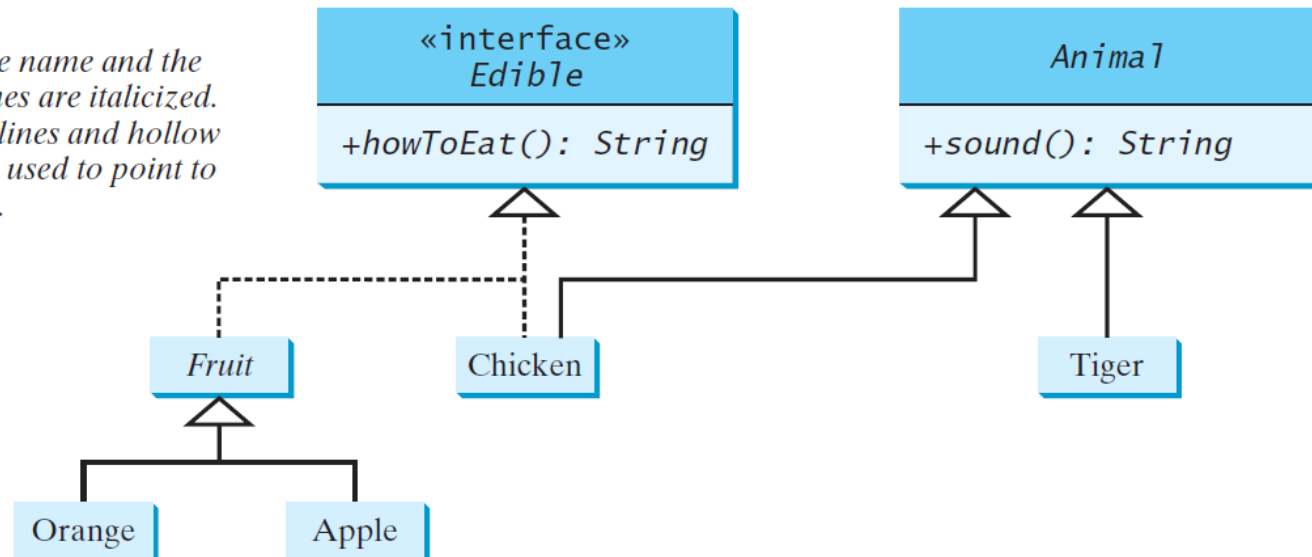 name and the
are italicized.
lines and hollow
used to point to
«interface»
Edible
+howToEat(): String
Animal
+sound(): String
Fruit
Chicken
Tiger
Orange
Apple